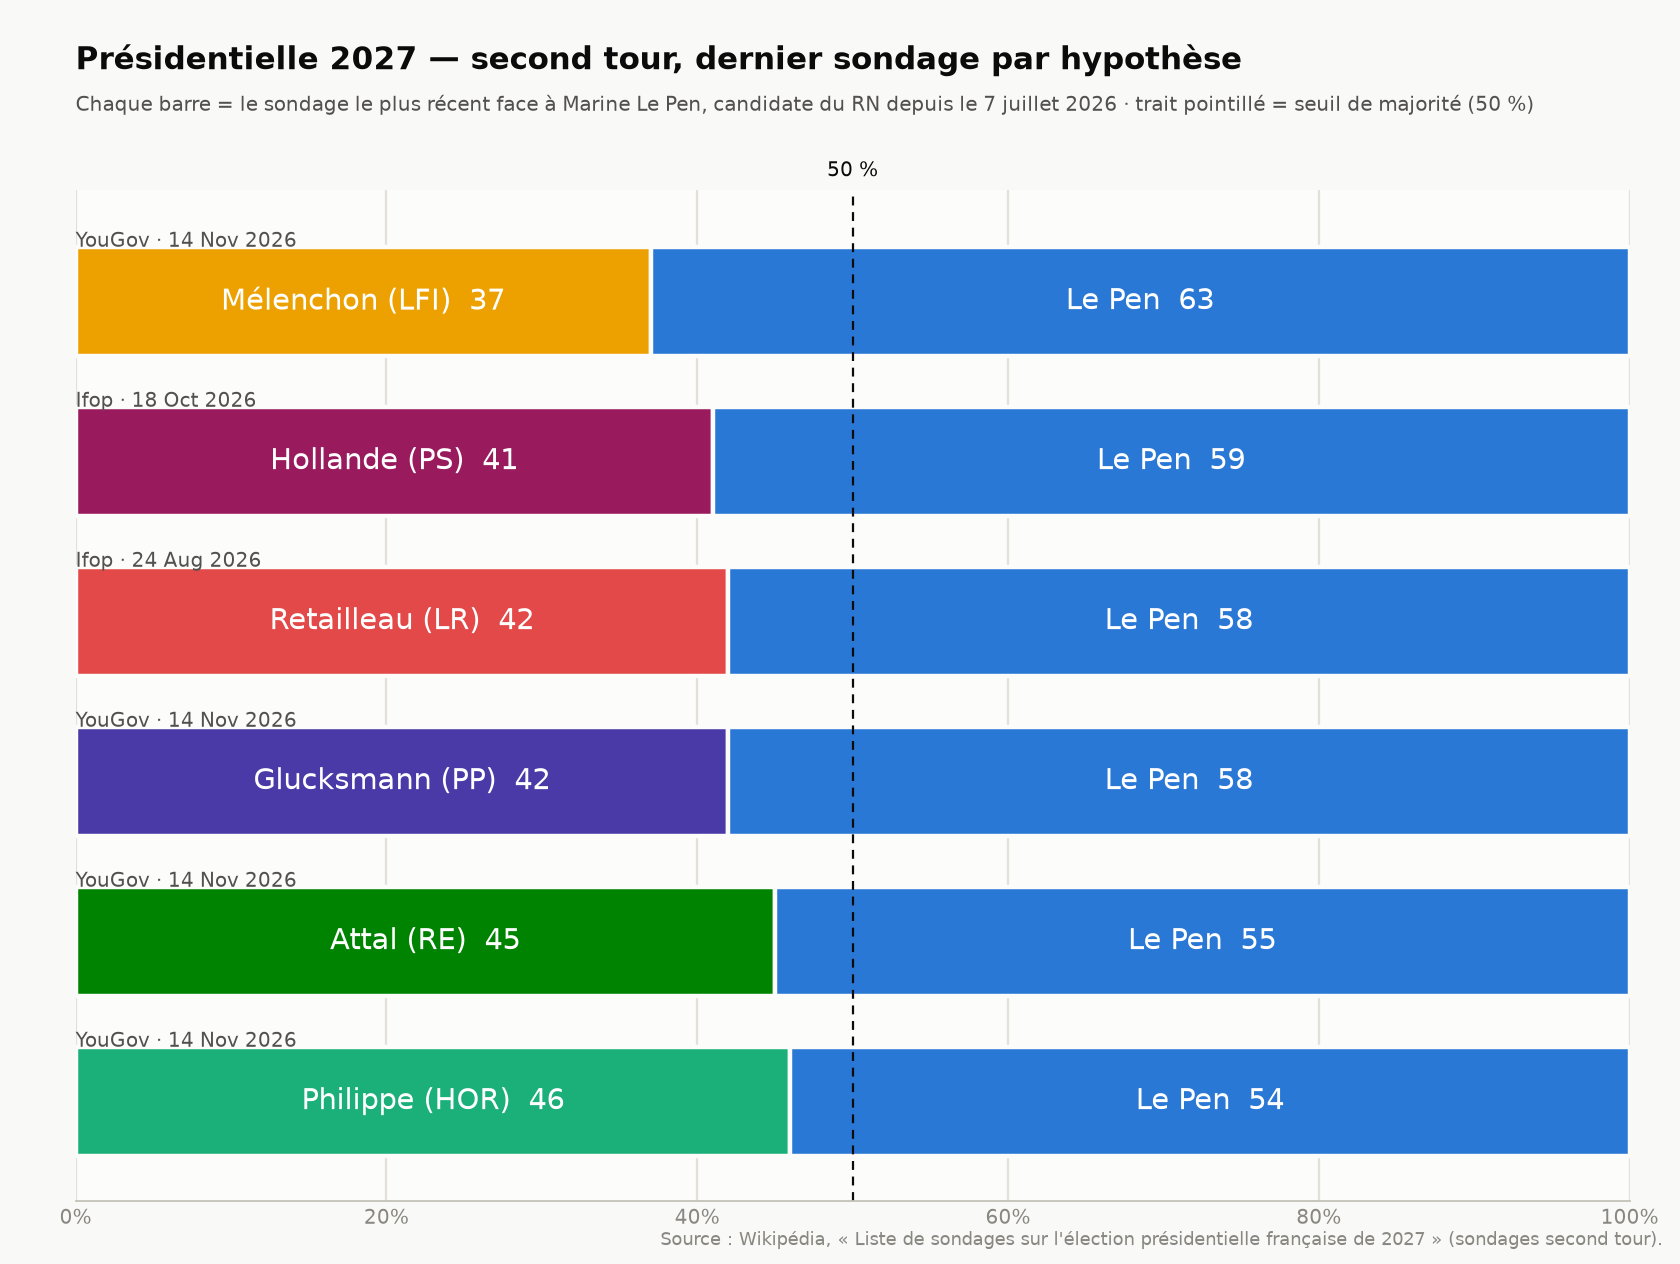 Présidentielle 2027 — second tour, dernier sondage par hypothèse
Chaque barre = le sondage le plus récent face à Marine Le Pen, candidate du RN depuis le 7 juillet 2026 · trait pointillé = seuil de majorité (50 %)
50 %
YouGov · 14 Nov 2026
Mélenchon (LFI) 37 Le Pen 63
Ifop · 18 Oct 2026
Hollande (PS) 41 Le Pen 59
Ifop · 24 Aug 2026
Retailleau (LR) 42 Le Pen 58
YouGov · 14 Nov 2026
Glucksmann (PP) 42 Le Pen 58
YouGov · 14 Nov 2026
Attal (RE) 45 Le Pen 55
YouGov · 14 Nov 2026
Philippe (HOR) 46 Le Pen 54
0% 20% 40% 60% 80% 100%
Source : Wikipédia, « Liste de sondages sur l'élection présidentielle française de 2027 » (sondages second tour).